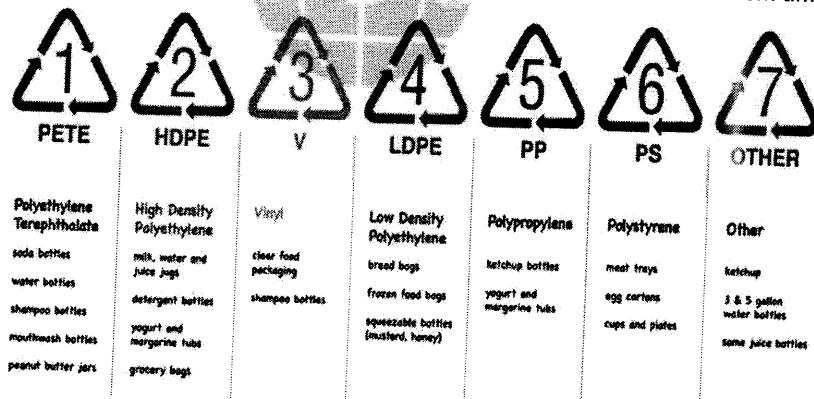 1
PETE
Polyethylene
Terephthalate
soda bottles
water bottles
shampoo bottles
mouthwash bottles
peanut butter jars
2
HDPE
High Density
Polyethylene
milk, water and
juice jugs
detergent bottles
yogurt and
margarine tubs
grocery bags
3
V
Vinyl
clear food
packaging
shampoo bottles
4
LDPE
Low Density
Polyethylene
bread bags
frozen food bags
squeezable bottles
(mustard, honey)
5
PP
Polypropylene
ketchup bottles
yogurt and
margarine tubs
6
PS
Polystyrene
meat trays
egg cartons
cups and plates
7
OTHER
Other
ketchup
3 & 5 gallon
water bottles
some juice bottles